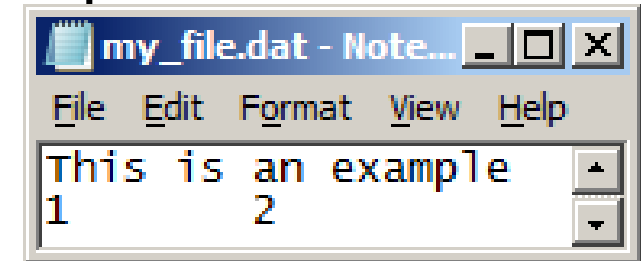 my_file.dat - Note...
File Edit Format View Help
This is an example
1 2